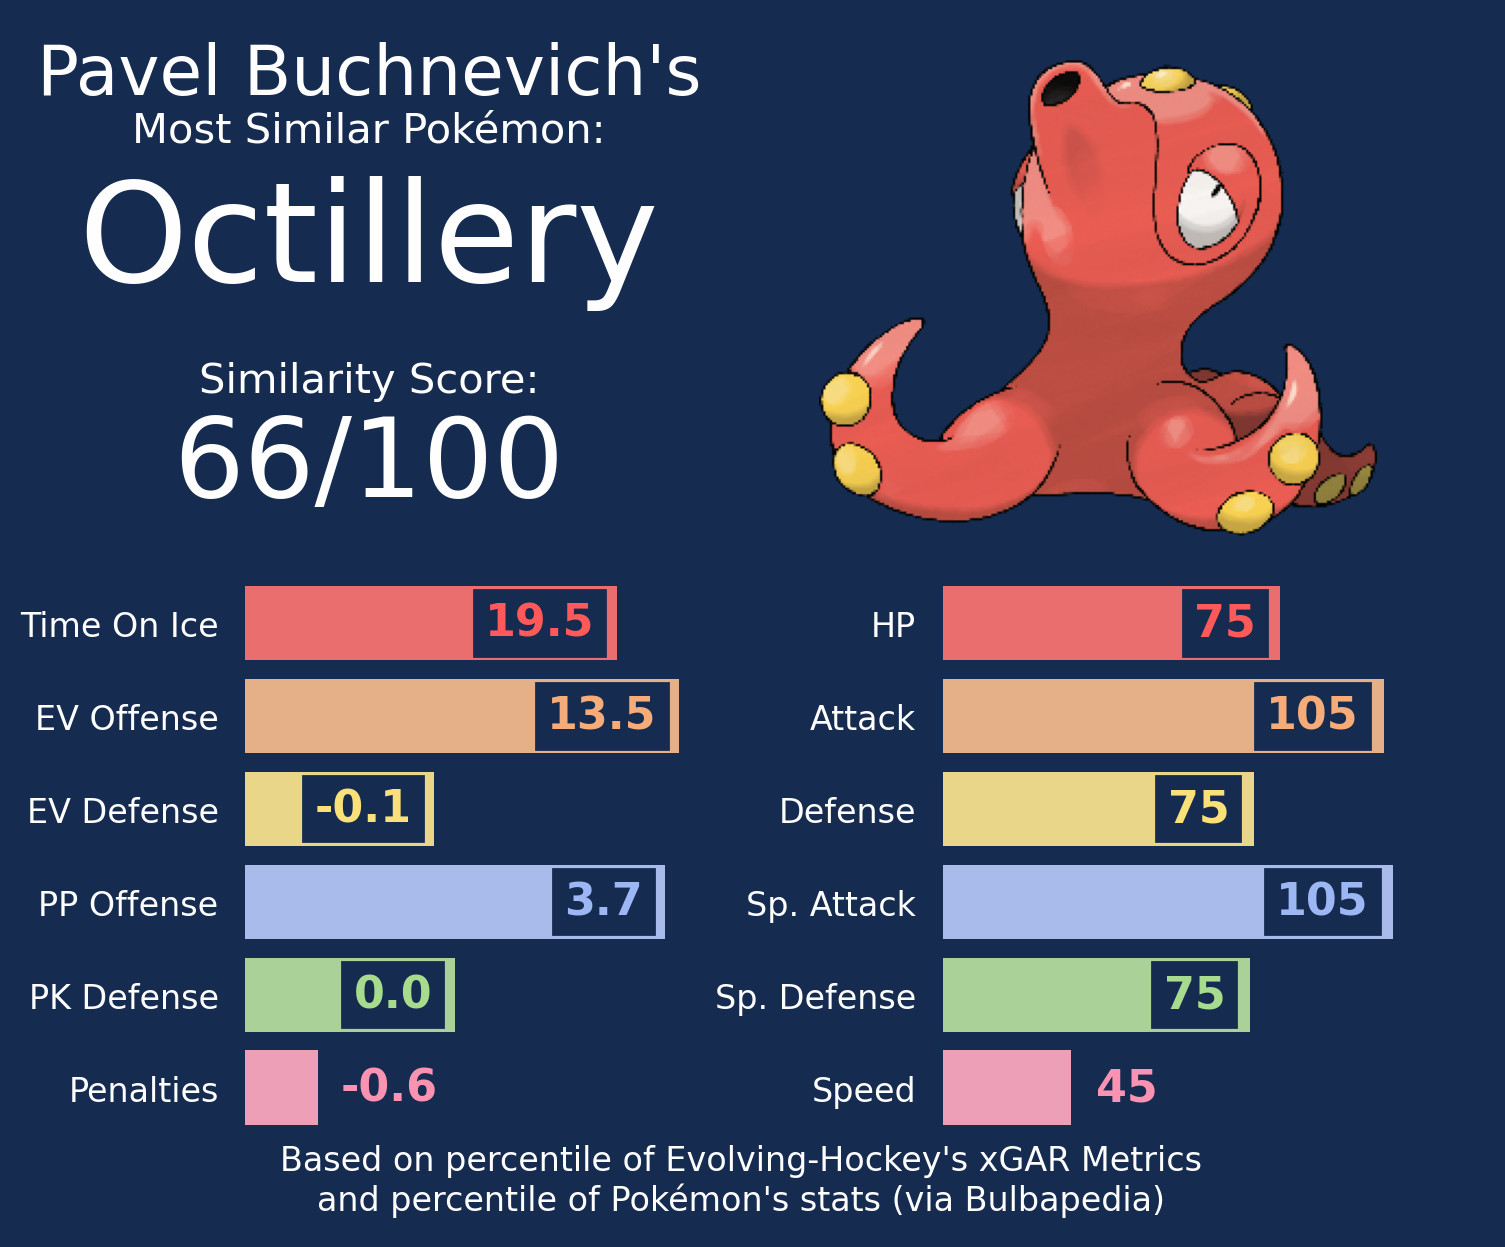 Pavel Buchnevich's
Most Similar Pokémon:
Octillery
Similarity Score:
66/100
Time On Ice 19.5
EV Offense 13.5
EV Defense -0.1
PP Offense 3.7
PK Defense 0.0
Penalties -0.6
HP 75
Attack 105
Defense 75
Sp. Attack 105
Sp. Defense 75
Speed 45
Based on percentile of Evolving-Hockey's xGAR Metrics
and percentile of Pokémon's stats (via Bulbapedia)